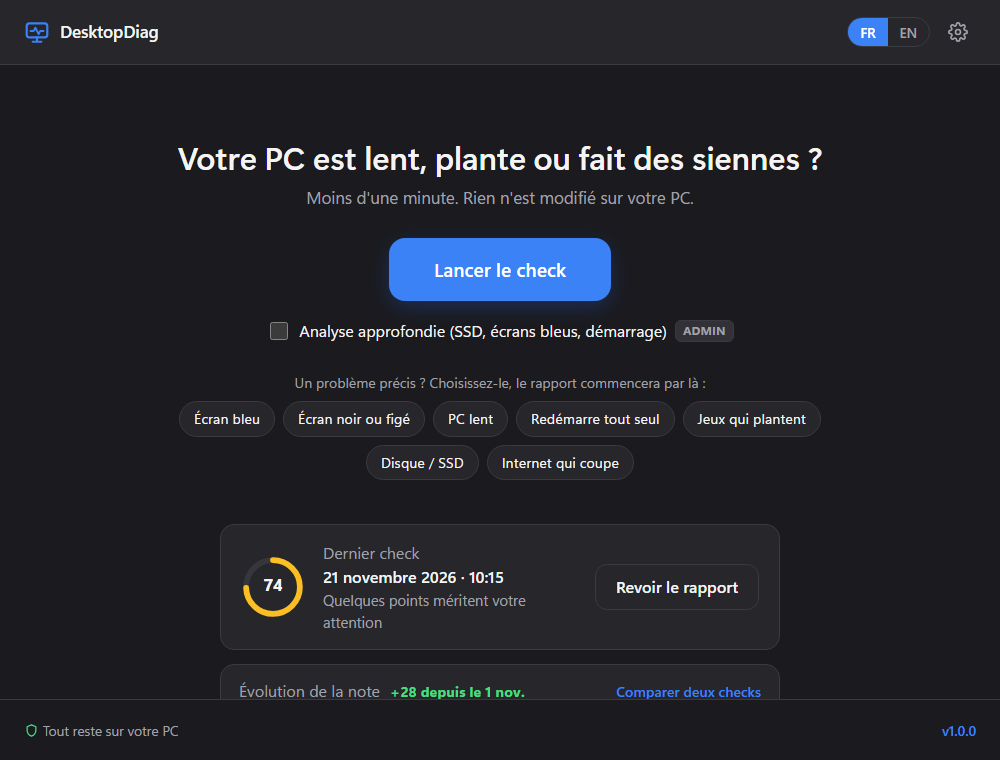 DesktopDiag
FR EN
Votre PC est lent, plante ou fait des siennes ?
Moins d'une minute. Rien n'est modifié sur votre PC.
Lancer le check
Analyse approfondie (SSD, écrans bleus, démarrage) ADMIN
Un problème précis ? Choisissez-le, le rapport commencera par là :
Écran bleu Écran noir ou figé PC lent Redémarre tout seul Jeux qui plantent
Disque / SSD Internet qui coupe
74
Dernier check
21 novembre 2026 · 10:15
Quelques points méritent votre
attention
Revoir le rapport
Évolution de la note +28 depuis le 1 nov. Comparer deux checks
Tout reste sur votre PC v1.0.0